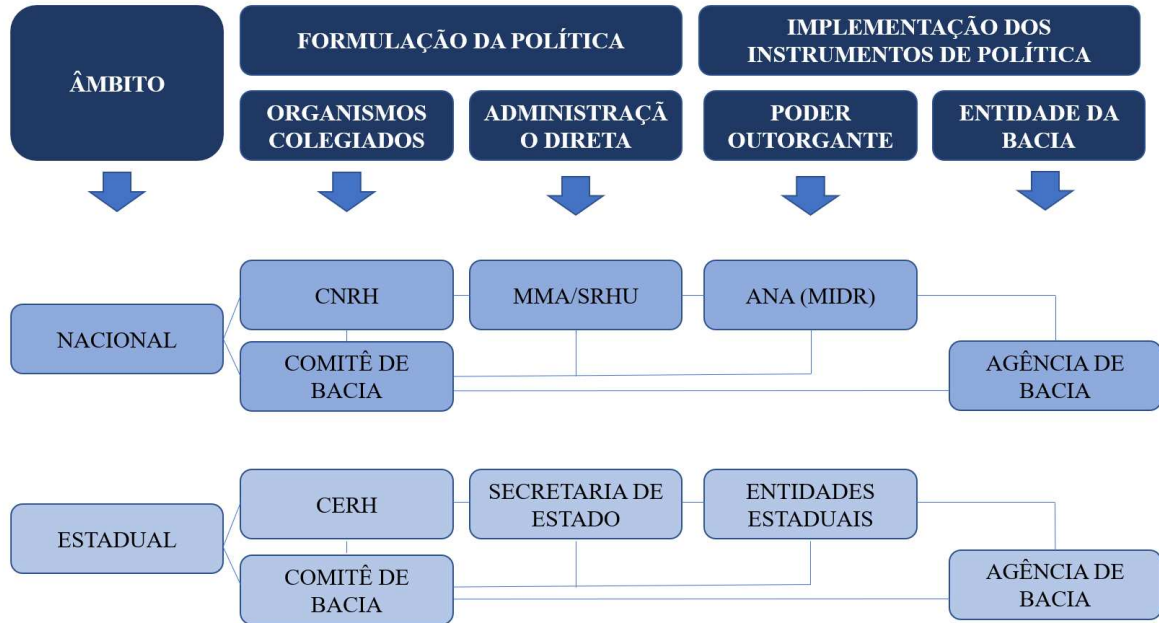 ÂMBITO
FORMULAÇÃO DA POLÍTICA
IMPLEMENTAÇÃO DOS
INSTRUMENTOS DE POLÍTICA
ORGANISMOS
COLEGIADOS
ADMINISTRAÇÃ
O DIRETA
PODER
OUTORGANTE
ENTIDADE DA
BACIA
NACIONAL
CNRH
MMA/SRHU
ANA (MIDR)
COMITÊ DE
BACIA
AGÊNCIA DE
BACIA
ESTADUAL
CERH
SECRETARIA DE
ESTADO
ENTIDADES
ESTADUAIS
COMITÊ DE
BACIA
AGÊNCIA DE
BACIA